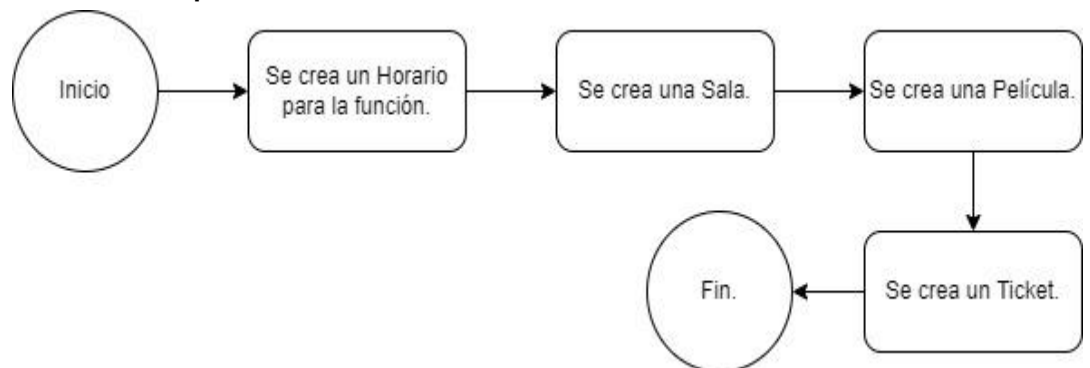 Inicio
Se crea un Horario
para la función.
Se crea una Sala.
Se crea una Película.
Fin.
Se crea un Ticket.